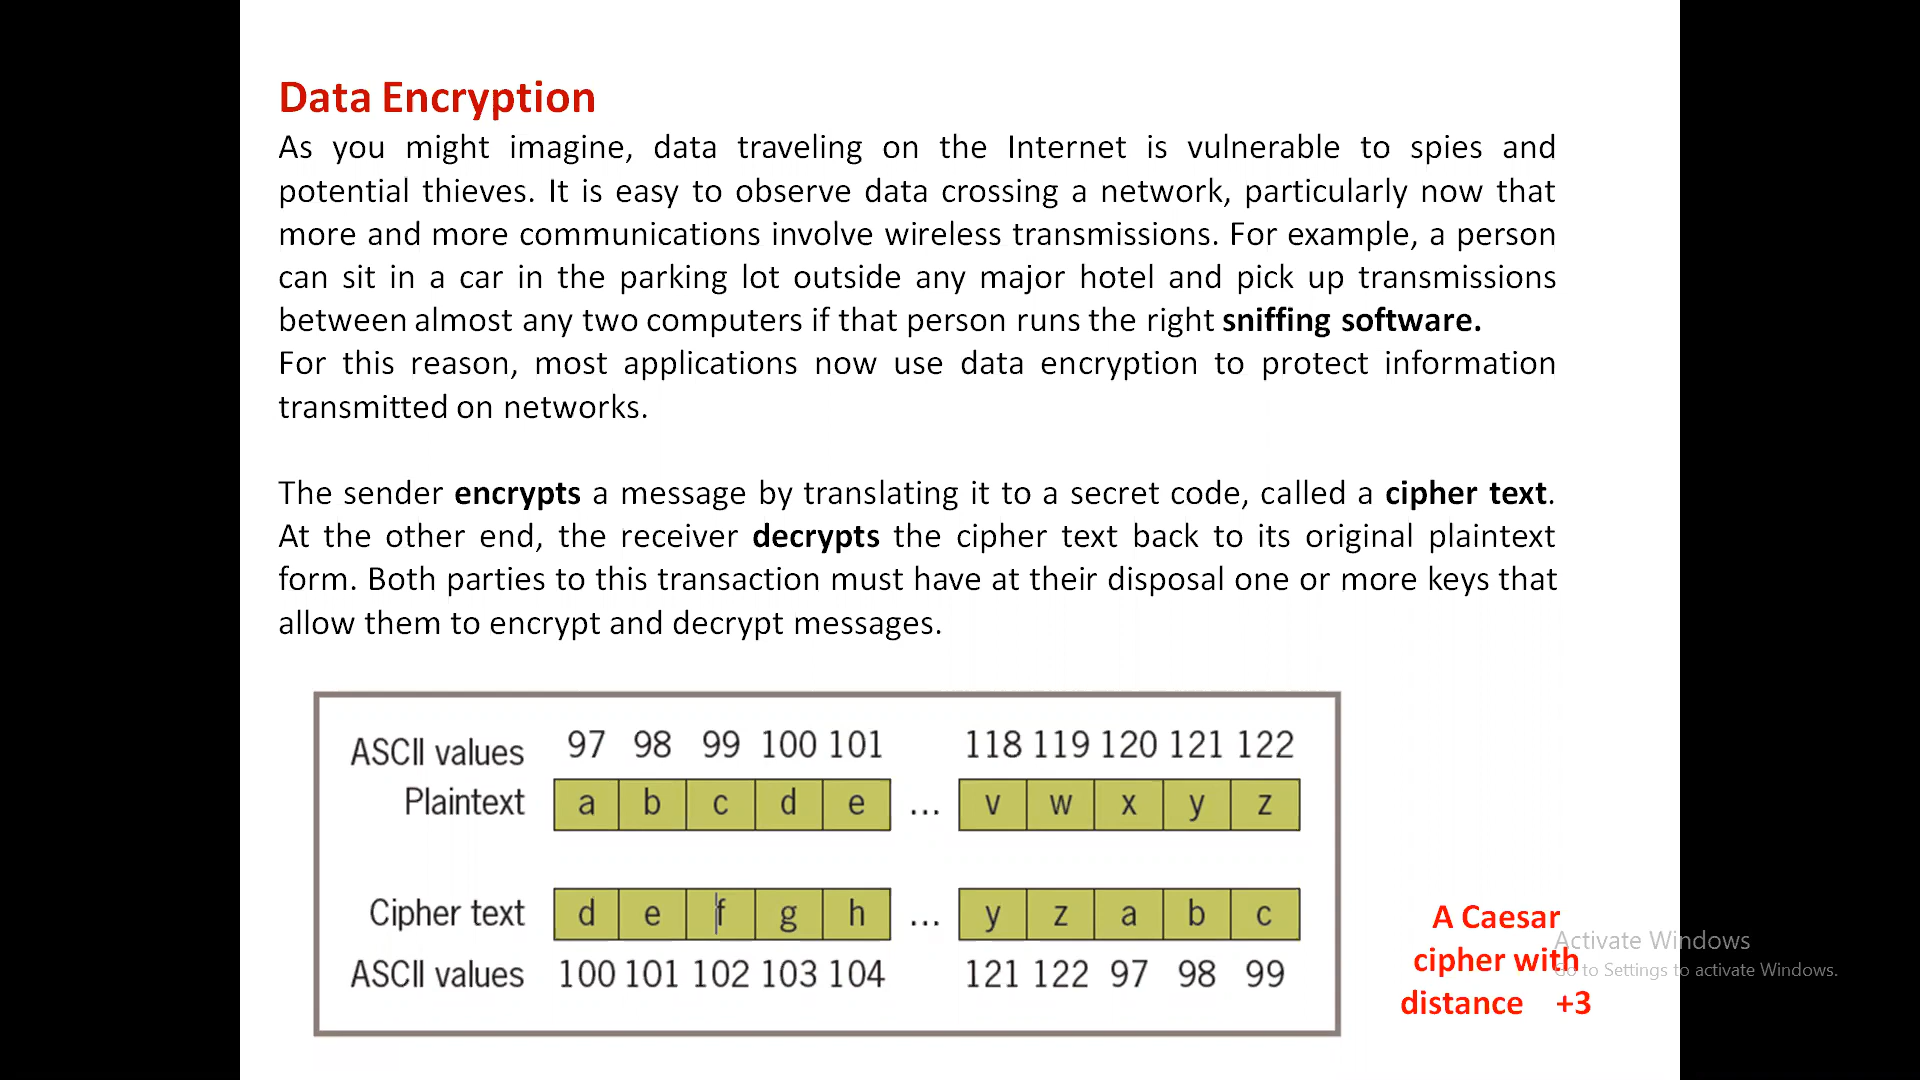 Data Encryption
As you might imagine, data traveling on the Internet is vulnerable to spies and
potential thieves. It is easy to observe data crossing a network, particularly now that
more and more communications involve wireless transmissions. For example, a person
can sit in a car in the parking lot outside any major hotel and pick up transmissions
between almost any two computers if that person runs the right sniffing software.
For this reason, most applications now use data encryption to protect information
transmitted on networks.
The sender encrypts a message by translating it to a secret code, called a cipher text.
At the other end, the receiver decrypts the cipher text back to its original plaintext
form. Both parties to this transaction must have at their disposal one or more keys that
allow them to encrypt and decrypt messages.
ASCII values 97 98 99 100 101 118 119 120 121 122
Plaintext a b c d e ... v w x y z
Cipher text d e f g h ... y z a b c
ASCII values 100 101 102 103 104 121 122 97 98 99
A Caesar
cipher with
distance +3
Activate Windows
Go to Settings to activate Windows.